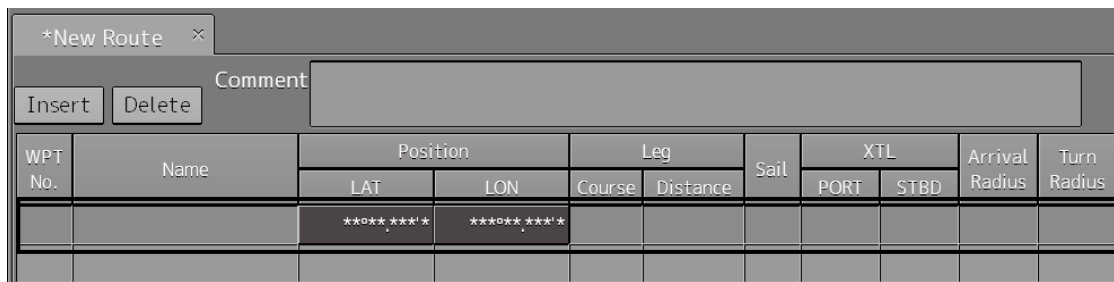 *New Route ×
Comment
Insert Delete
WPT No. Name Position Leg Sail XTL Arrival Radius Turn Radius
LAT LON Course Distance PORT STBD
**°**.***'* ***°**.***'*